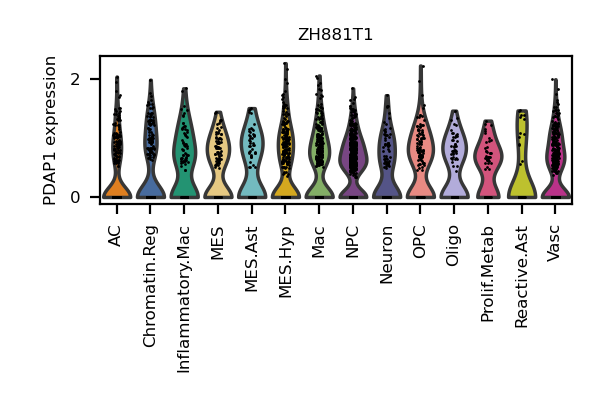 ZH881T1
PDAP1 expression
2
0
AC
Chromatin.Reg
Inflammatory.Mac
MES
MES.Ast
MES.Hyp
Mac
NPC
Neuron
OPC
Oligo
Prolif.Metab
Reactive.Ast
Vasc